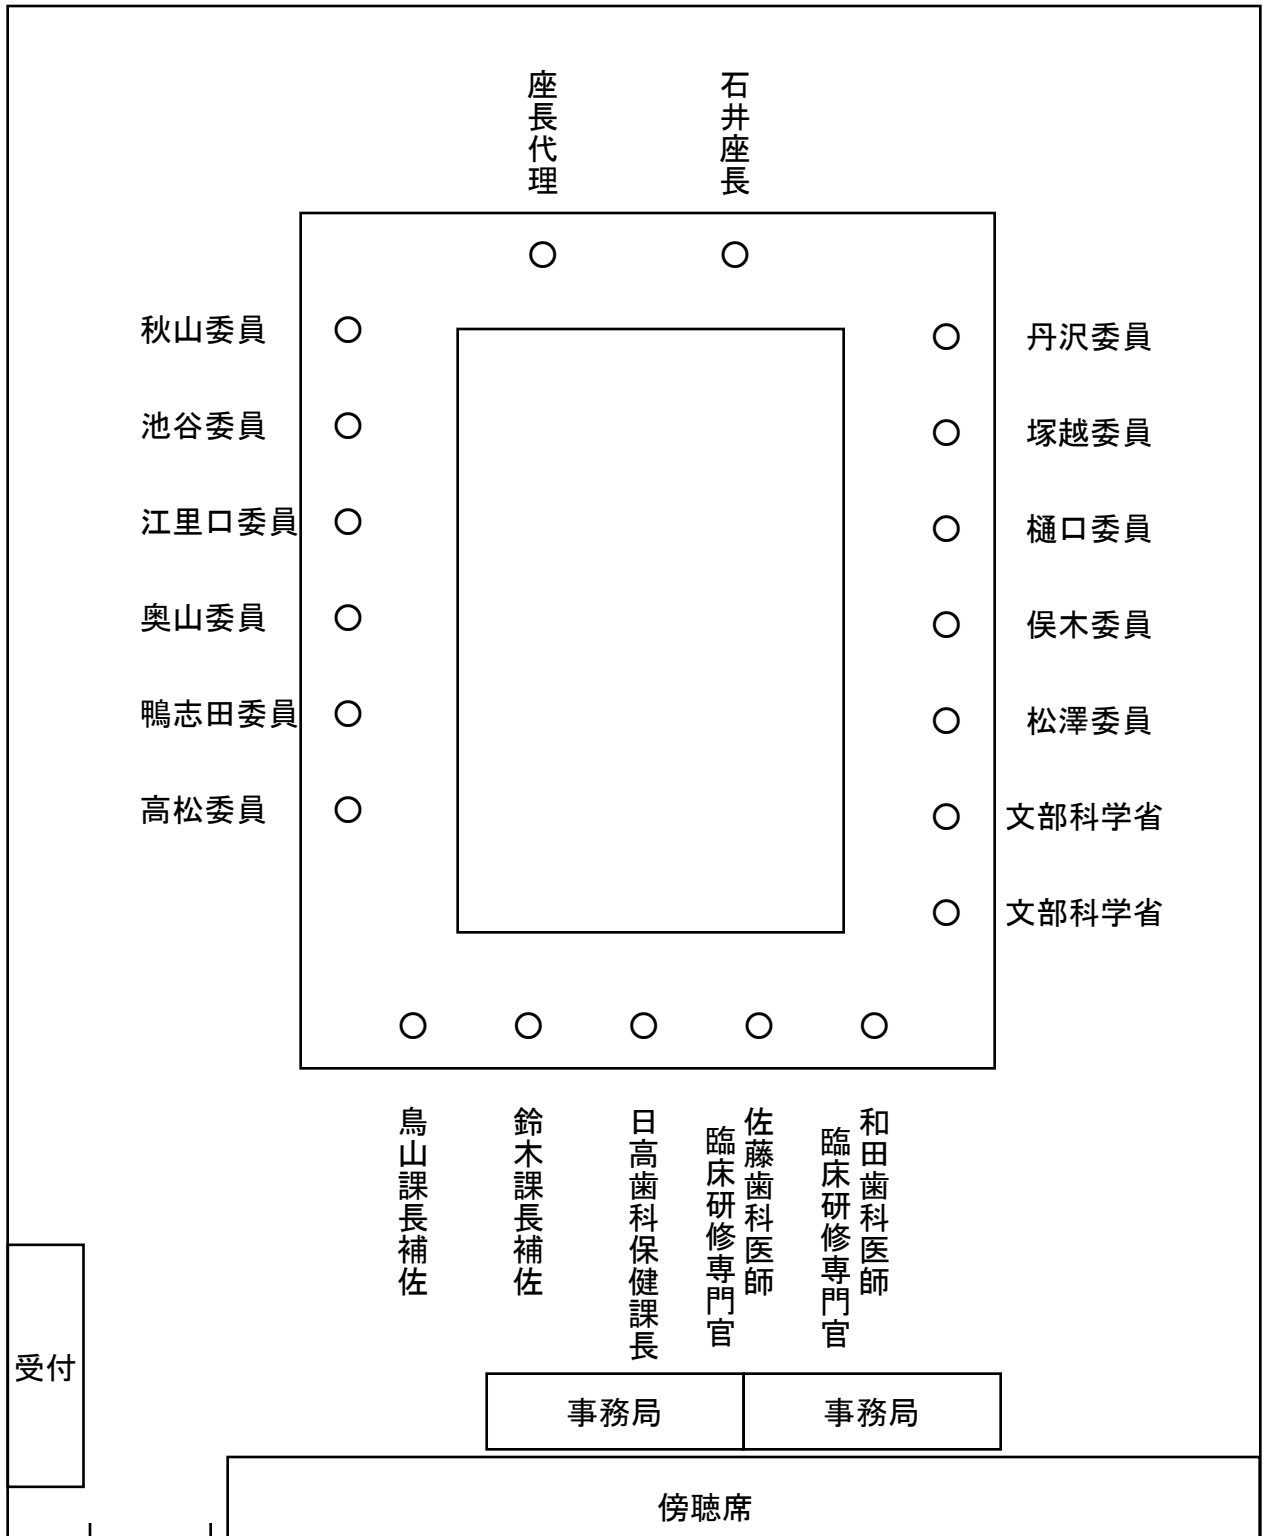 座長代理
石井座長
秋山委員
池谷委員
江里口委員
奥山委員
鴨志田委員
高松委員
丹沢委員
塚越委員
樋口委員
俣木委員
松澤委員
文部科学省
文部科学省
鳥山課長補佐
鈴木課長補佐
日高歯科保健課長
佐藤歯科医師
臨床研修専門官
和田歯科医師
臨床研修専門官
受付
事務局
事務局
傍聴席